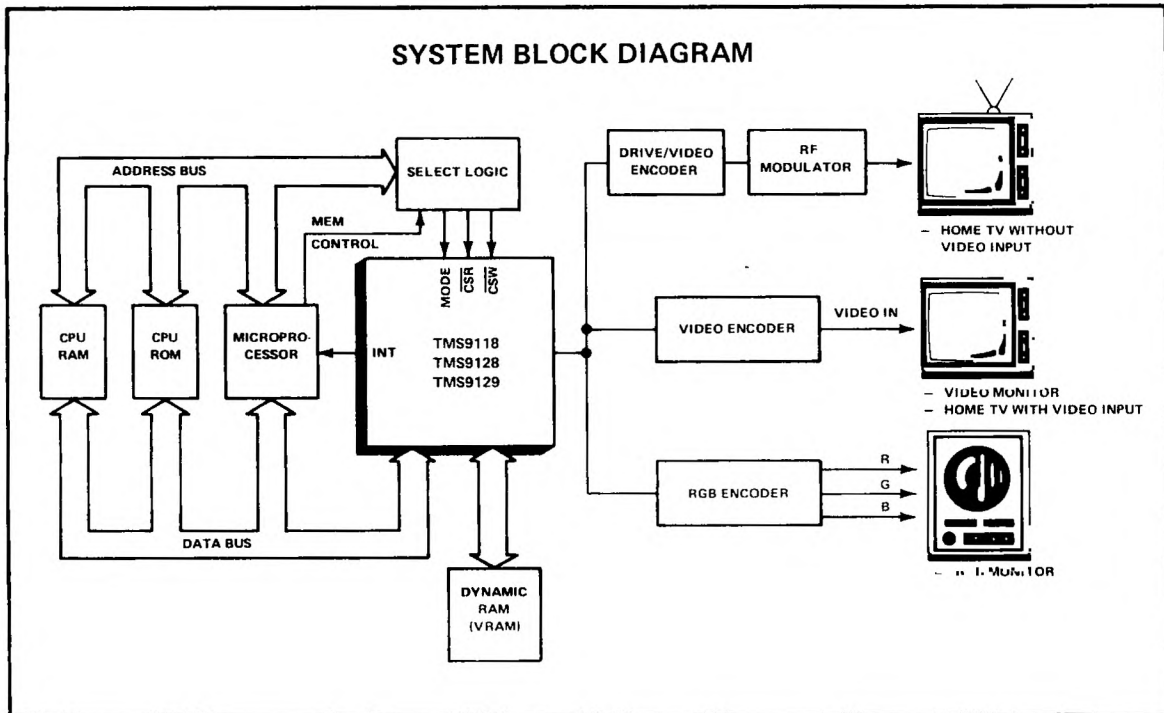 SYSTEM BLOCK DIAGRAM
ADDRESS BUS
SELECT LOGIC
MEM
CONTROL
MODE
CSR
CSW
CPU
RAM
CPU
ROM
MICROPRO-
CESSOR
INT
TMS9118
TMS9128
TMS9129
DATA BUS
DYNAMIC
RAM
(VRAM)
DRIVE/VIDEO
ENCODER
RF
MODULATOR
– HOME TV WITHOUT
VIDEO INPUT
VIDEO ENCODER
VIDEO IN
– VIDEO MONITOR
– HOME TV WITH VIDEO INPUT
RGB ENCODER
R
G
B
MONITOR